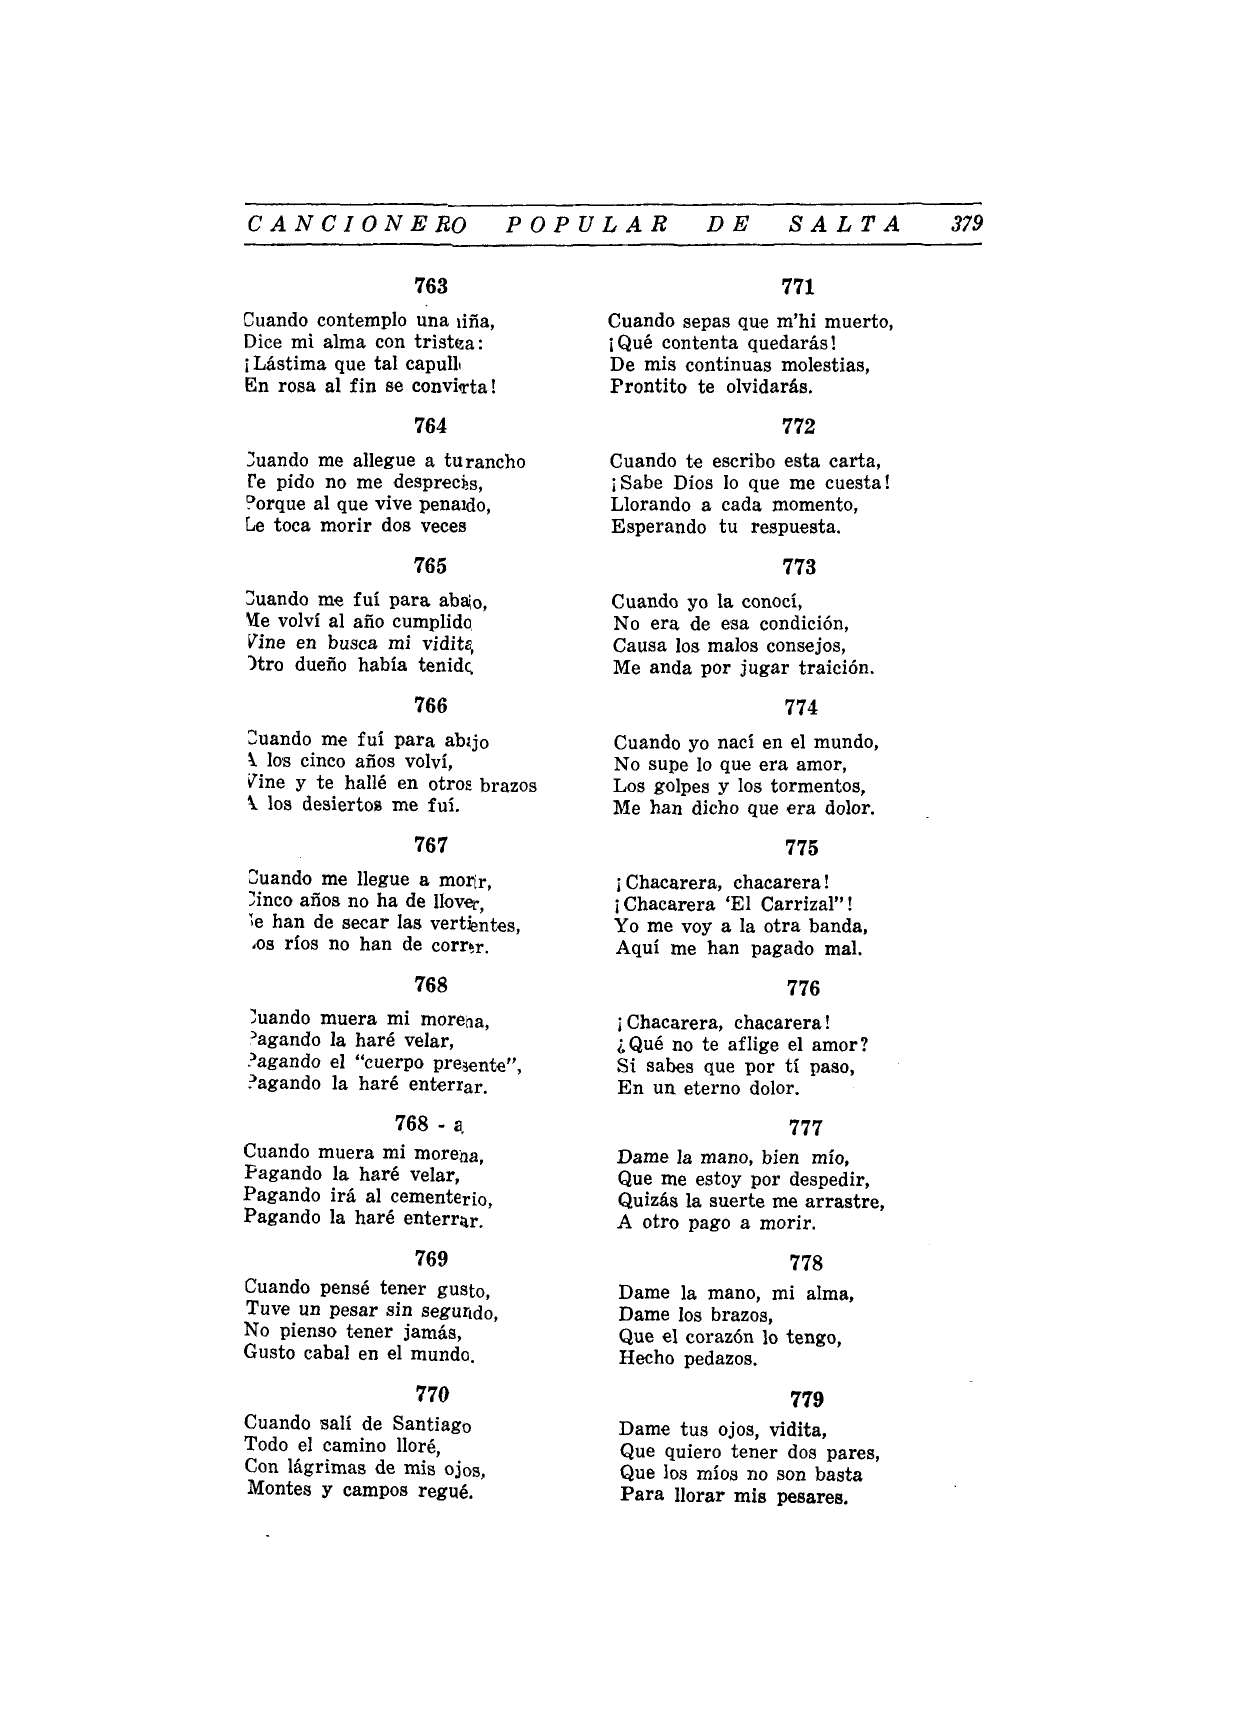 CANCIONERO POPULAR DE SALTA 379
763
Cuando contemplo una niña,
Dice mi alma con tristeza:
¡Lástima que tal capullo
En rosa al fin se convierta!
764
Cuando me allegue a tu rancho
Te pido no me desprecies,
Porque al que vive penando,
Le toca morir dos veces
765
Cuando me fuí para abajo,
Me volví al año cumplido
Vine en busca mi vidita,
Otro dueño había tenido,
766
Cuando me fuí para abajo
A los cinco años volví,
Vine y te hallé en otros brazos
A los desiertos me fuí.
767
Cuando me llegue a morir,
Cinco años no ha de llover,
Se han de secar las vertientes,
Los ríos no han de correr.
768
Cuando muera mi morena,
Pagando la haré velar,
Pagando el “cuerpo presente”,
Pagando la haré enterrar.
768 - a
Cuando muera mi morena,
Pagando la haré velar,
Pagando irá al cementerio,
Pagando la haré enterrar.
769
Cuando pensé tener gusto,
Tuve un pesar sin segundo,
No pienso tener jamás,
Gusto cabal en el mundo.
770
Cuando salí de Santiago
Todo el camino lloré,
Con lágrimas de mis ojos,
Montes y campos regué.
771
Cuando sepas que m’hi muerto,
¡Qué contenta quedarás!
De mis continuas molestias,
Prontito te olvidarás.
772
Cuando te escribo esta carta,
¡Sabe Dios lo que me cuesta!
Llorando a cada momento,
Esperando tu respuesta.
773
Cuando yo la conocí,
No era de esa condición,
Causa los malos consejos,
Me anda por jugar traición.
774
Cuando yo nací en el mundo,
No supe lo que era amor,
Los golpes y los tormentos,
Me han dicho que era dolor.
775
¡Chacarera, chacarera!
¡Chacarera ‘El Carrizal”!
Yo me voy a la otra banda,
Aquí me han pagado mal.
776
¡Chacarera, chacarera!
¿Qué no te aflige el amor?
Si sabes que por tí paso,
En un eterno dolor.
777
Dame la mano, bien mío,
Que me estoy por despedir,
Quizás la suerte me arrastre,
A otro pago a morir.
778
Dame la mano, mi alma,
Dame los brazos,
Que el corazón lo tengo,
Hecho pedazos.
779
Dame tus ojos, vidita,
Que quiero tener dos pares,
Que los míos no son basta
Para llorar mis pesares.